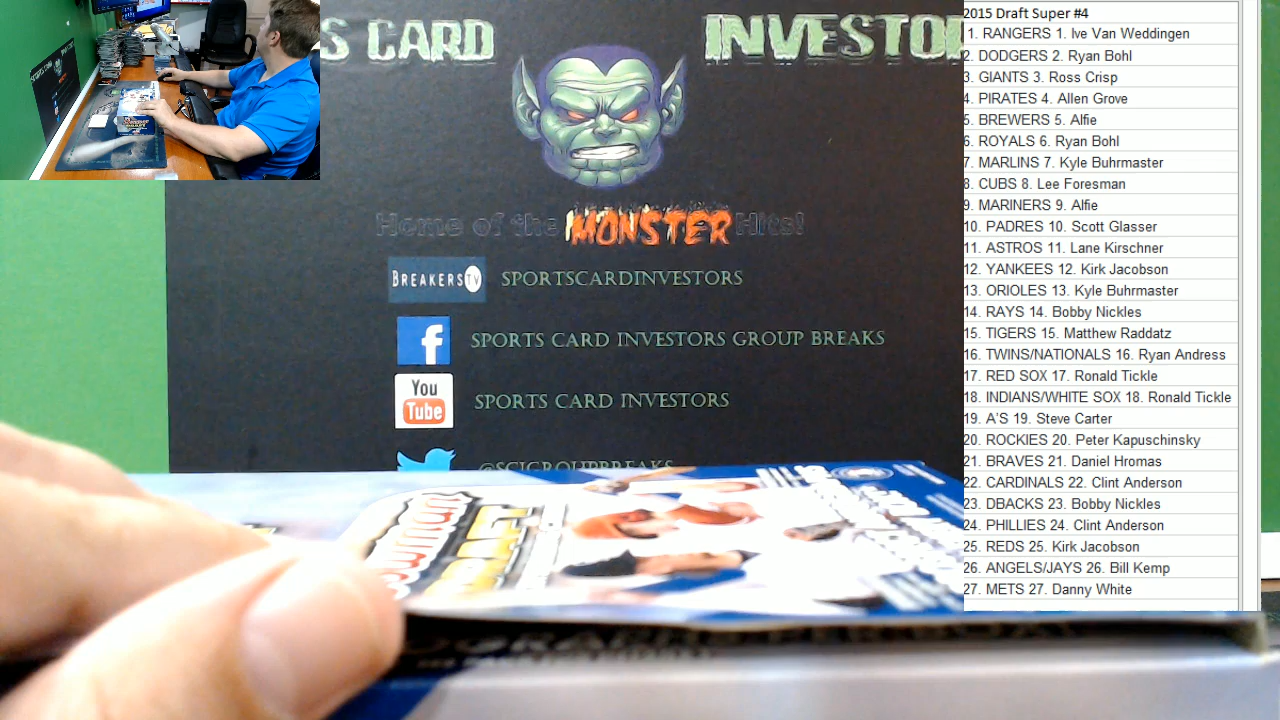 S CARD INVESTOR
Home of the MONSTER Hits!
BREAKERS TV SPORTSCARDINVESTORS
f SPORTS CARD INVESTORS GROUP BREAKS
You Tube SPORTS CARD INVESTORS
@SCIGROUPBREAKS
2015 Draft Super #4
1. RANGERS 1. Ive Van Weddingen
2. DODGERS 2. Ryan Bohl
3. GIANTS 3. Ross Crisp
4. PIRATES 4. Allen Grove
5. BREWERS 5. Alfie
6. ROYALS 6. Ryan Bohl
7. MARLINS 7. Kyle Buhrmaster
8. CUBS 8. Lee Foresman
9. MARINERS 9. Alfie
10. PADRES 10. Scott Glasser
11. ASTROS 11. Lane Kirschner
12. YANKEES 12. Kirk Jacobson
13. ORIOLES 13. Kyle Buhrmaster
14. RAYS 14. Bobby Nickles
15. TIGERS 15. Matthew Raddatz
16. TWINS/NATIONALS 16. Ryan Andress
17. RED SOX 17. Ronald Tickle
18. INDIANS/WHITE SOX 18. Ronald Tickle
19. A'S 19. Steve Carter
20. ROCKIES 20. Peter Kapuschinsky
21. BRAVES 21. Daniel Hromas
22. CARDINALS 22. Clint Anderson
23. DBACKS 23. Bobby Nickles
24. PHILLIES 24. Clint Anderson
25. REDS 25. Kirk Jacobson
26. ANGELS/JAYS 26. Bill Kemp
27. METS 27. Danny White
DRAFT